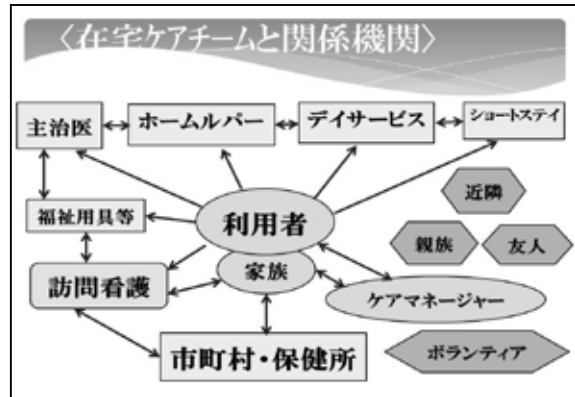 〈在宅ケアチームと関係機関〉
主治医
ホームルパー
デイサービス
ショートステイ
近隣
福祉用具等
利用者
親族
友人
訪問看護
家族
ケアマネージャー
市町村・保健所
ボランティア